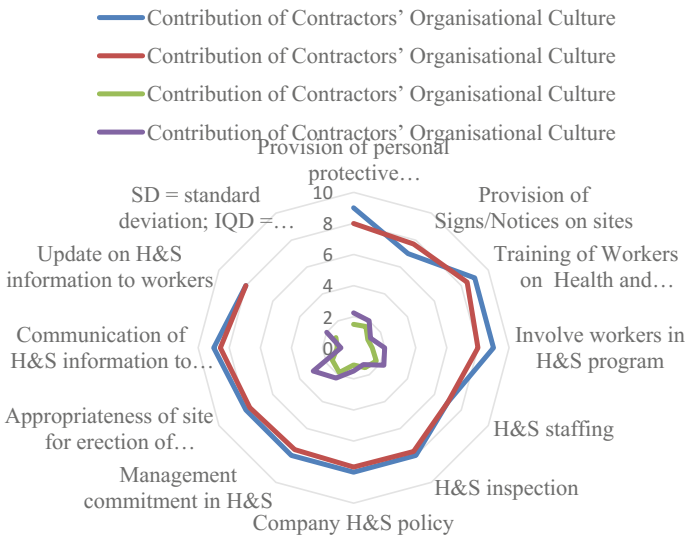 Contribution of Contractors' Organisational Culture
Contribution of Contractors' Organisational Culture
Contribution of Contractors' Organisational Culture
Contribution of Contractors' Organisational Culture
Provision of personal
protective…
Provision of
Signs/Notices on sites
Training of Workers
on Health and…
Involve workers in
H&S program
H&S staffing
H&S inspection
Company H&S policy
Management
commitment in H&S
Appropriateness of site
for erection of…
Communication of
H&S information to…
Update on H&S
information to workers
SD = standard
deviation; IQD =…
10
8
6
4
2
0